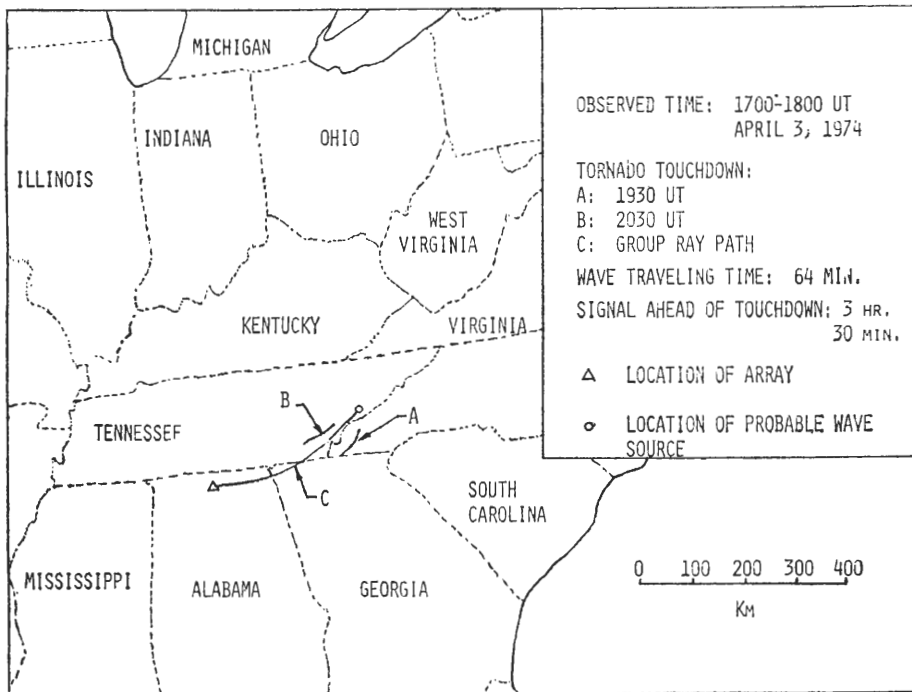 MICHIGAN
INDIANA
OHIO
ILLINOIS
WEST
VIRGINIA
KENTUCKY
VIRGINIA
TENNESSEF
B
A
C
SOUTH
CAROLINA
MISSISSIPPI
ALABAMA
GEORGIA
OBSERVED TIME: 1700-1800 UT
APRIL 3, 1974
TORNADO TOUCHDOWN:
A: 1930 UT
B: 2030 UT
C: GROUP RAY PATH
WAVE TRAVELING TIME: 64 MIN.
SIGNAL AHEAD OF TOUCHDOWN: 3 HR.
30 MIN.
△ LOCATION OF ARRAY
LOCATION OF PROBABLE WAVE
SOURCE
0 100 200 300 400
KM